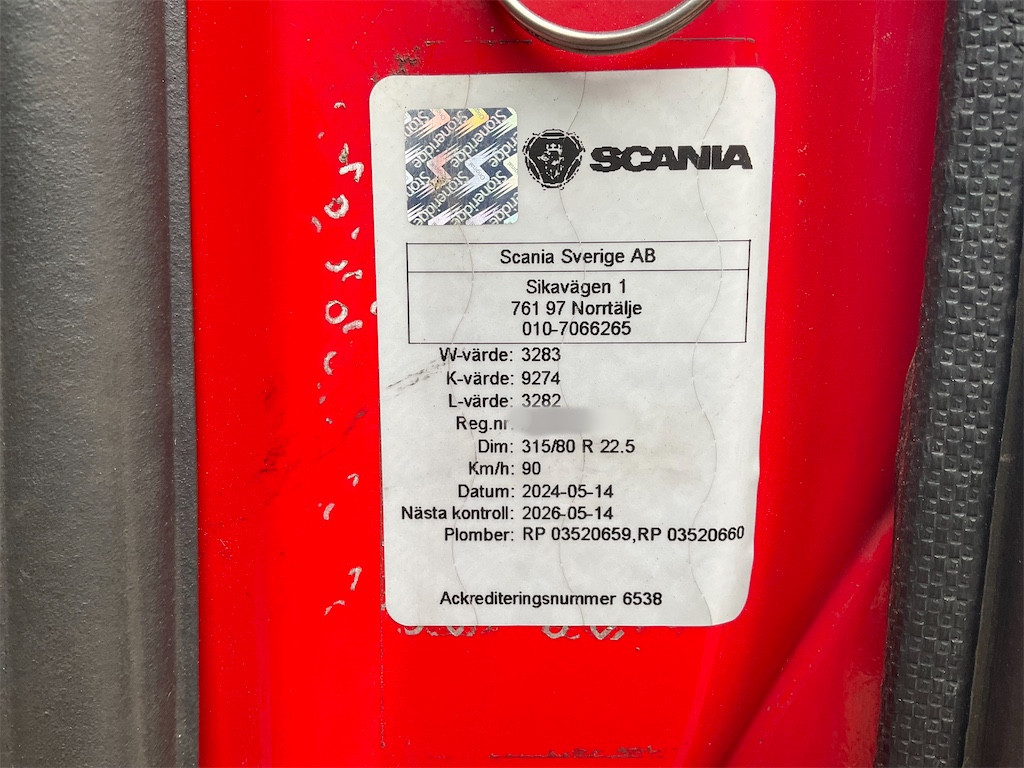 Stoneridge
SCANIA
Scania Sverige AB
Sikavägen 1
761 97 Norrtälje
010-7066265
W-värde: 3283
K-värde: 9274
L-värde: 3282
Reg.nr
Dim: 315/80 R 22.5
Km/h: 90
Datum: 2024-05-14
Nästa kontroll: 2026-05-14
Plomber: RP 03520659,RP 03520660
Ackrediteringsnummer 6538